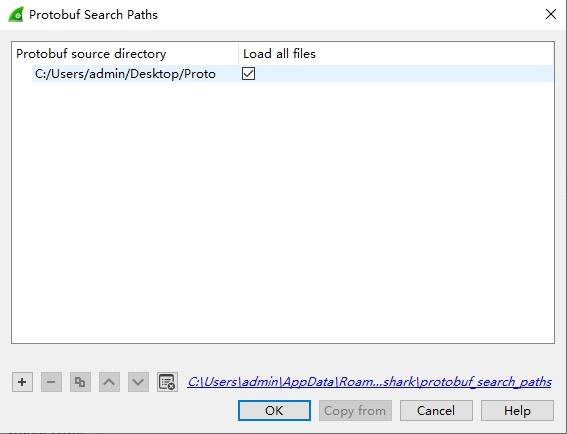 Protobuf Search Paths
Protobuf source directory Load all files
C:/Users/admin/Desktop/Proto
C:\Users\admin\AppData\Roam...shark\protobuf_search_paths
OK Copy from Cancel Help